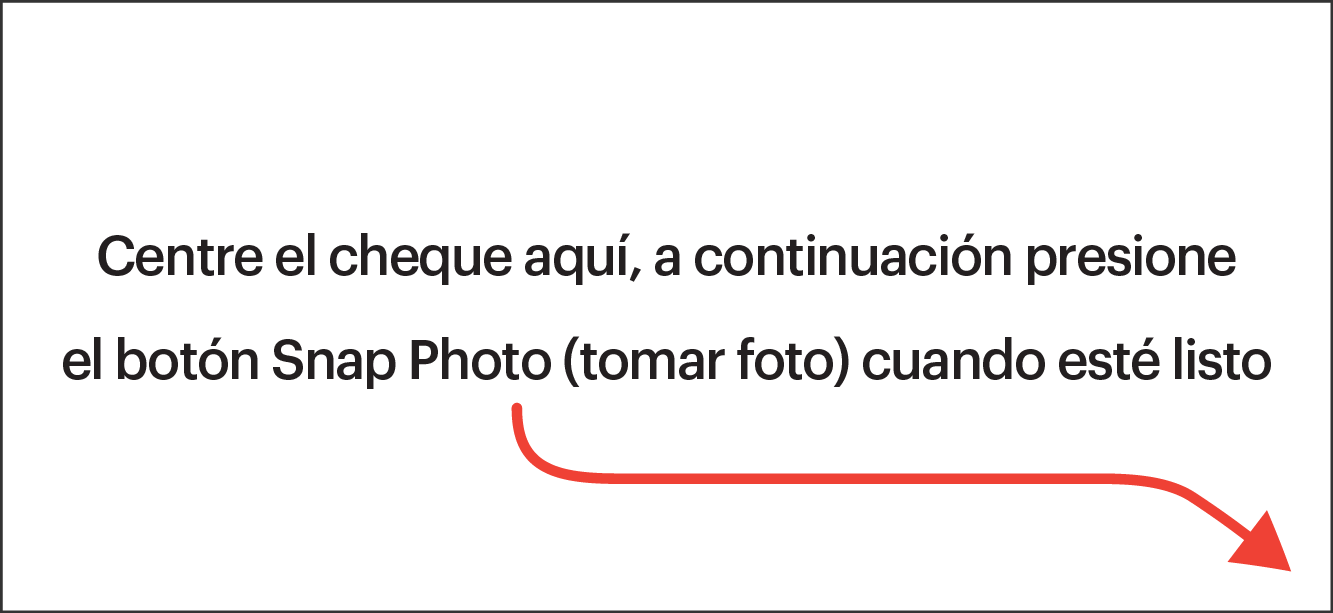 Centre el cheque aquí, a continuación presione
el botón Snap Photo (tomar foto) cuando esté listo